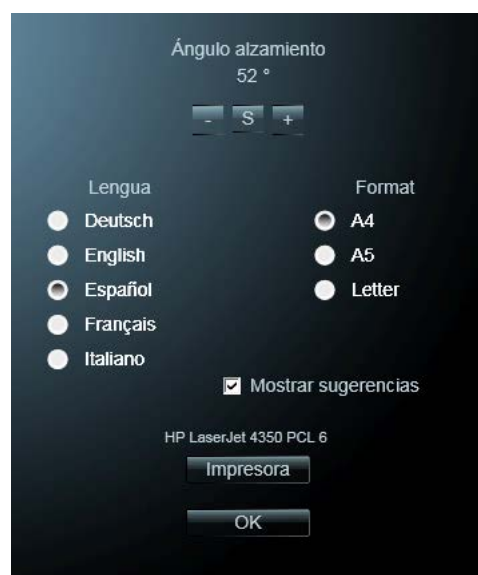 Ángulo alzamiento
52 °
- S +
Lengua
Deutsch
English
Español
Français
Italiano
Format
A4
A5
Letter
Mostrar sugerencias
HP LaserJet 4350 PCL 6
Impresora
OK